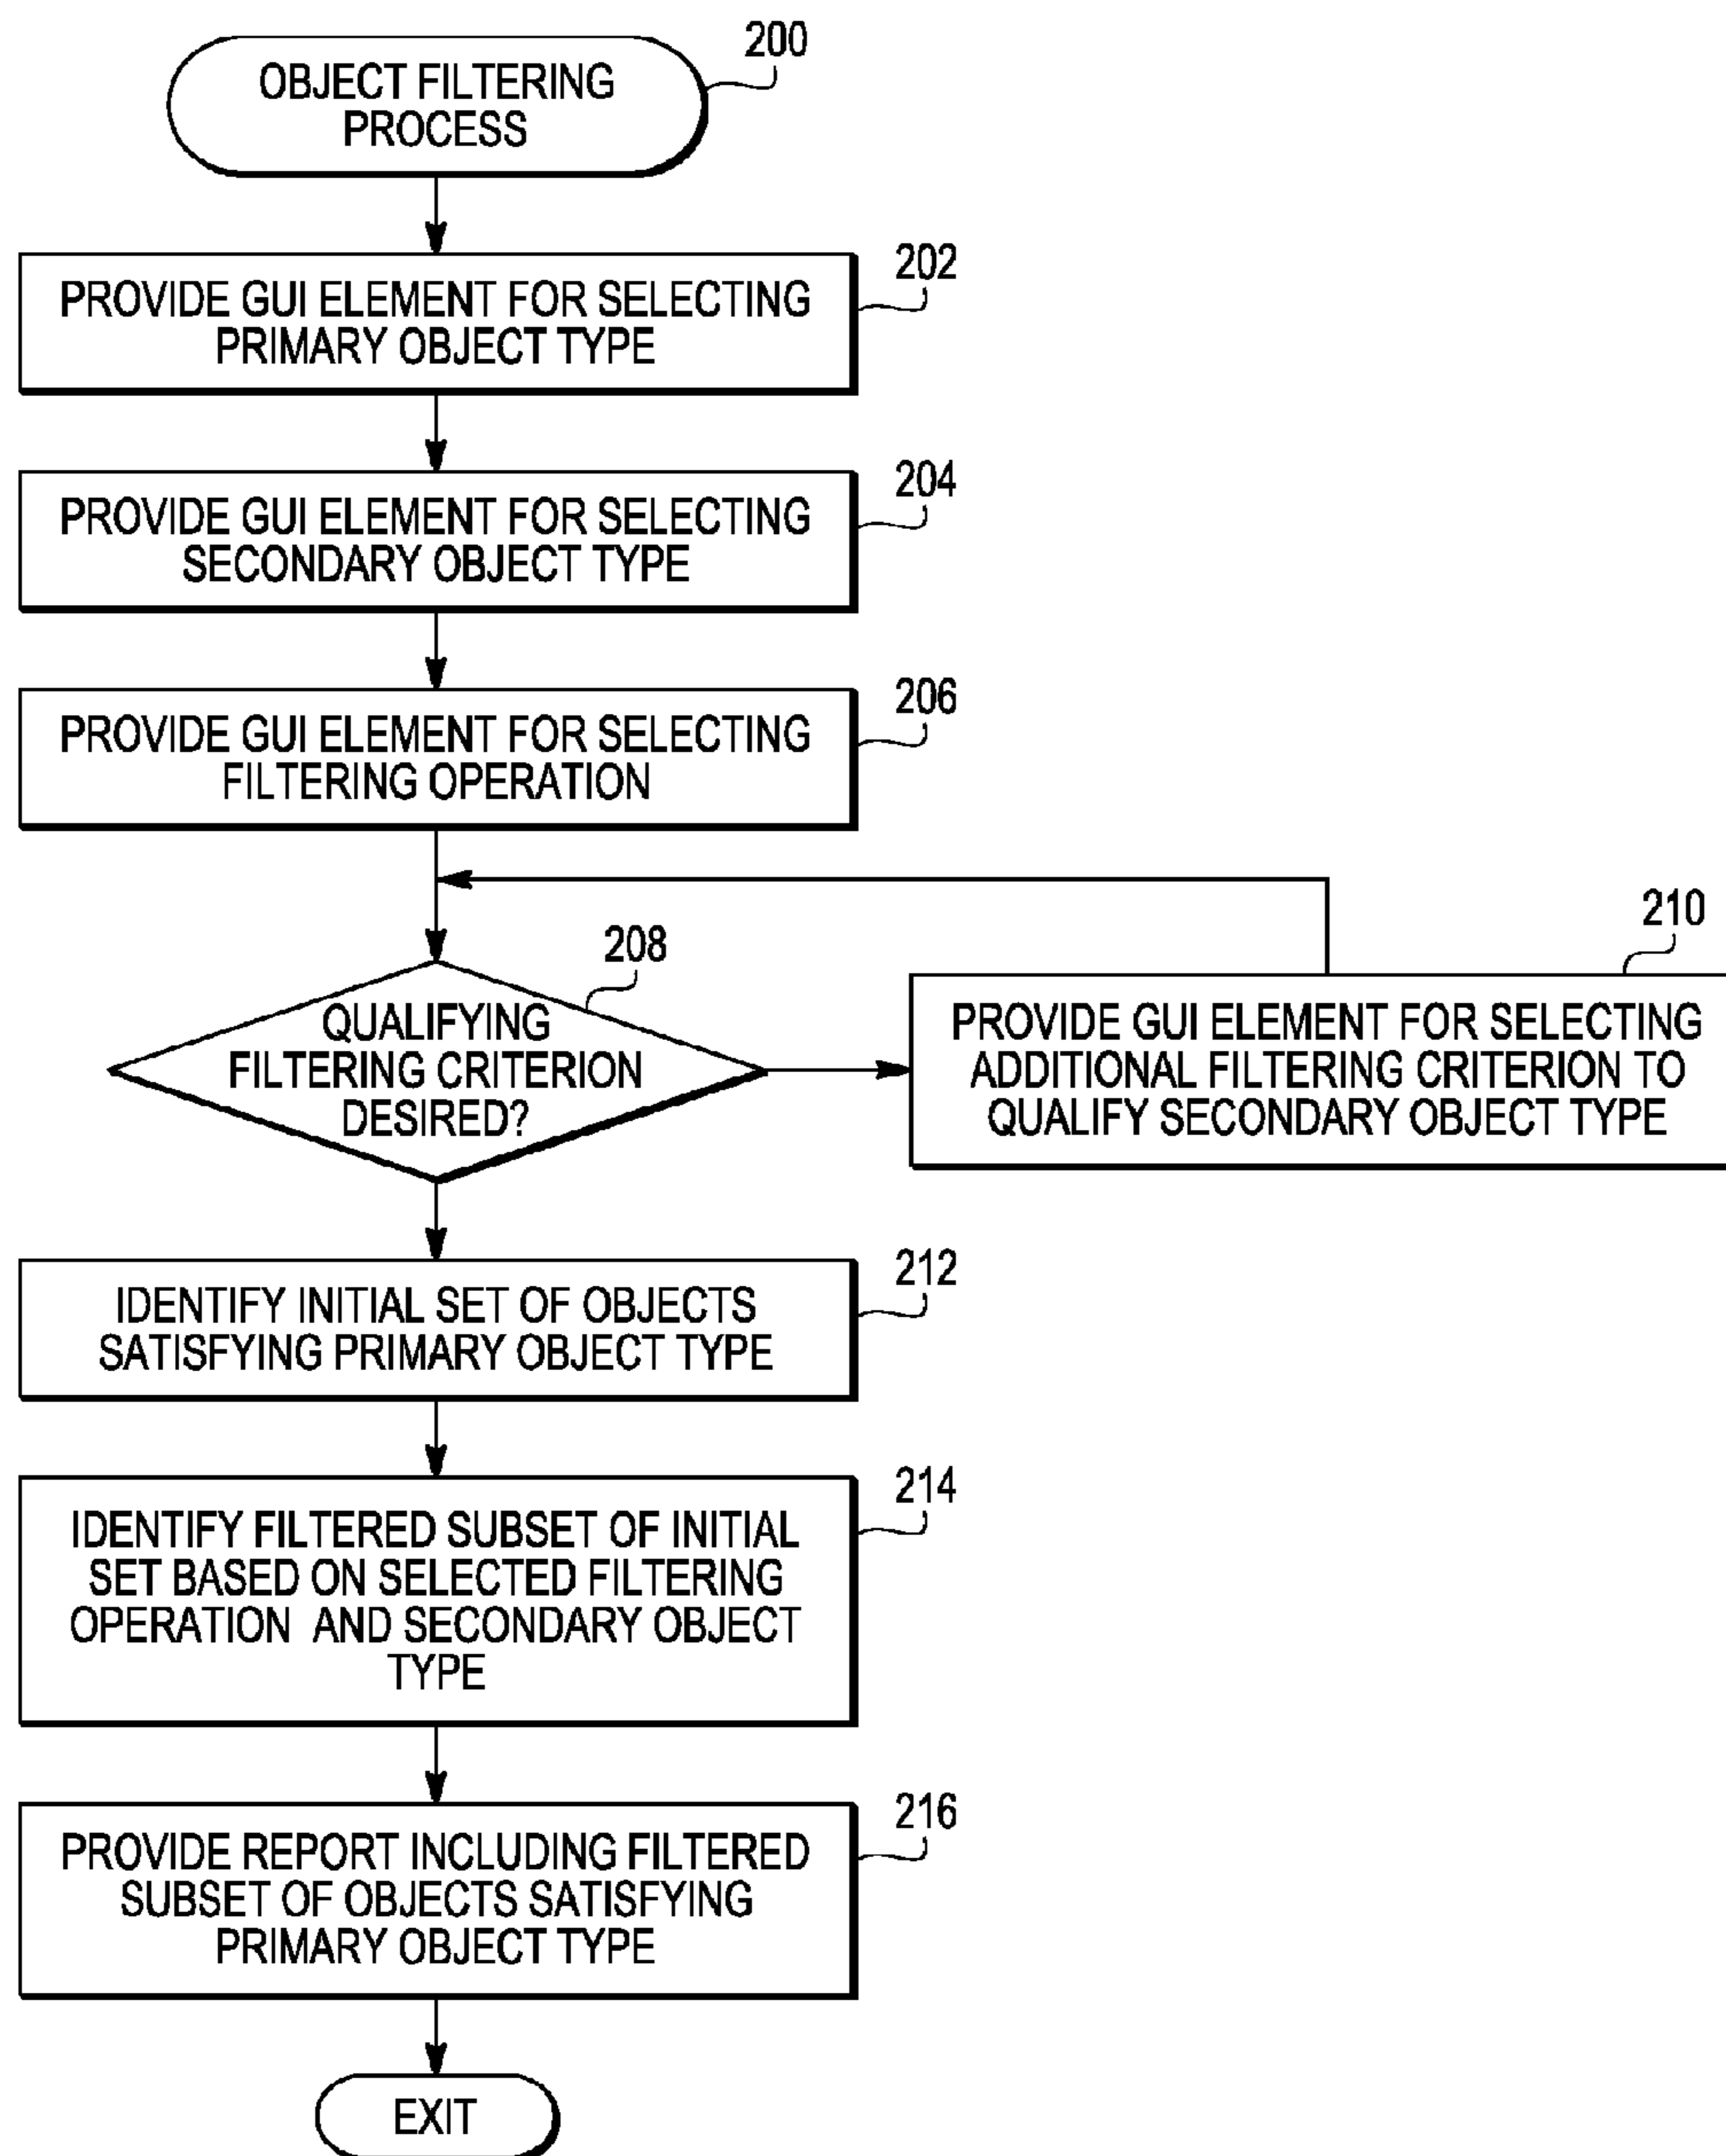 200
OBJECT FILTERING
PROCESS
202
PROVIDE GUI ELEMENT FOR SELECTING
PRIMARY OBJECT TYPE
204
PROVIDE GUI ELEMENT FOR SELECTING
SECONDARY OBJECT TYPE
206
PROVIDE GUI ELEMENT FOR SELECTING
FILTERING OPERATION
208
QUALIFYING
FILTERING CRITERION
DESIRED?
210
PROVIDE GUI ELEMENT FOR SELECTING
ADDITIONAL FILTERING CRITERION TO
QUALIFY SECONDARY OBJECT TYPE
212
IDENTIFY INITIAL SET OF OBJECTS
SATISFYING PRIMARY OBJECT TYPE
214
IDENTIFY FILTERED SUBSET OF INITIAL
SET BASED ON SELECTED FILTERING
OPERATION AND SECONDARY OBJECT
TYPE
216
PROVIDE REPORT INCLUDING FILTERED
SUBSET OF OBJECTS SATISFYING
PRIMARY OBJECT TYPE
EXIT